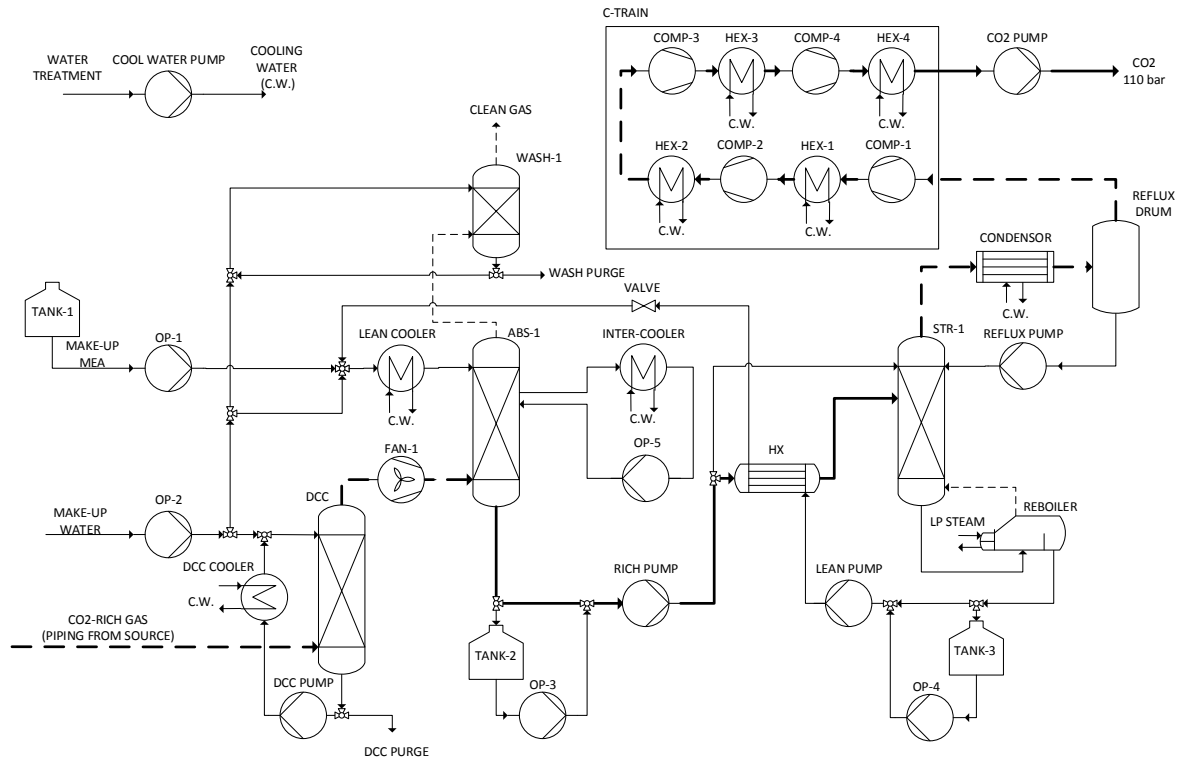 C-TRAIN
COMP-3
HEX-3
COMP-4
HEX-4
CO2 PUMP
WATER
TREATMENT
COOL WATER PUMP
COOLING
WATER
(C.W.)
CO2
110 bar
C.W.
C.W.
CLEAN GAS
WASH-1
HEX-2
COMP-2
HEX-1
COMP-1
C.W.
C.W.
REFLUX
DRUM
CONDENSOR
WASH PURGE
VALVE
C.W.
TANK-1
MAKE-UP
MEA
OP-1
LEAN COOLER
ABS-1
INTER-COOLER
STR-1
REFLUX PUMP
C.W.
C.W.
FAN-1
OP-5
HX
MAKE-UP
WATER
OP-2
DCC
LP STEAM
REBOILER
DCC COOLER
C.W.
RICH PUMP
LEAN PUMP
CO2-RICH GAS
(PIPING FROM SOURCE)
TANK-2
TANK-3
DCC PUMP
OP-3
OP-4
DCC PURGE